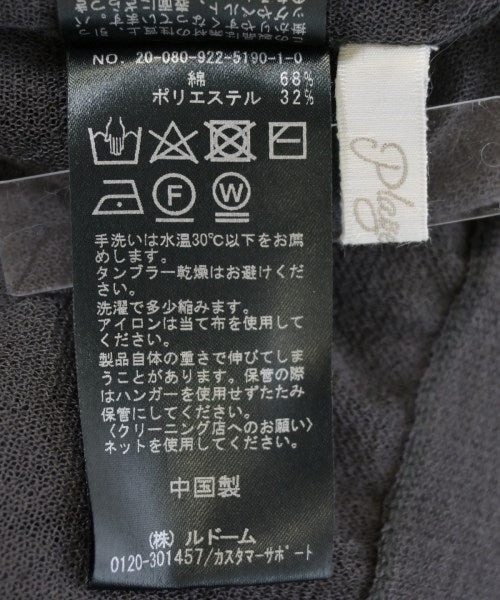 NO. 20-080-922-5190-1-0
綿 68%
ポリエステル 32%
F W
手洗いは水温30℃以下をお薦
めします。
タンブラー乾燥はお避けくだ
さい。
洗濯で多少縮みます。
アイロンは当て布を使用して
ください。
製品自体の重さで伸びてしま
うことがあります。保管の際
はハンガーを使用せずたたみ
保管にしてください。
〈クリーニング店へのお願い〉
ネットを使用してください。
中国製
(株) ルドーム
0120-301457/カスタマーサポート